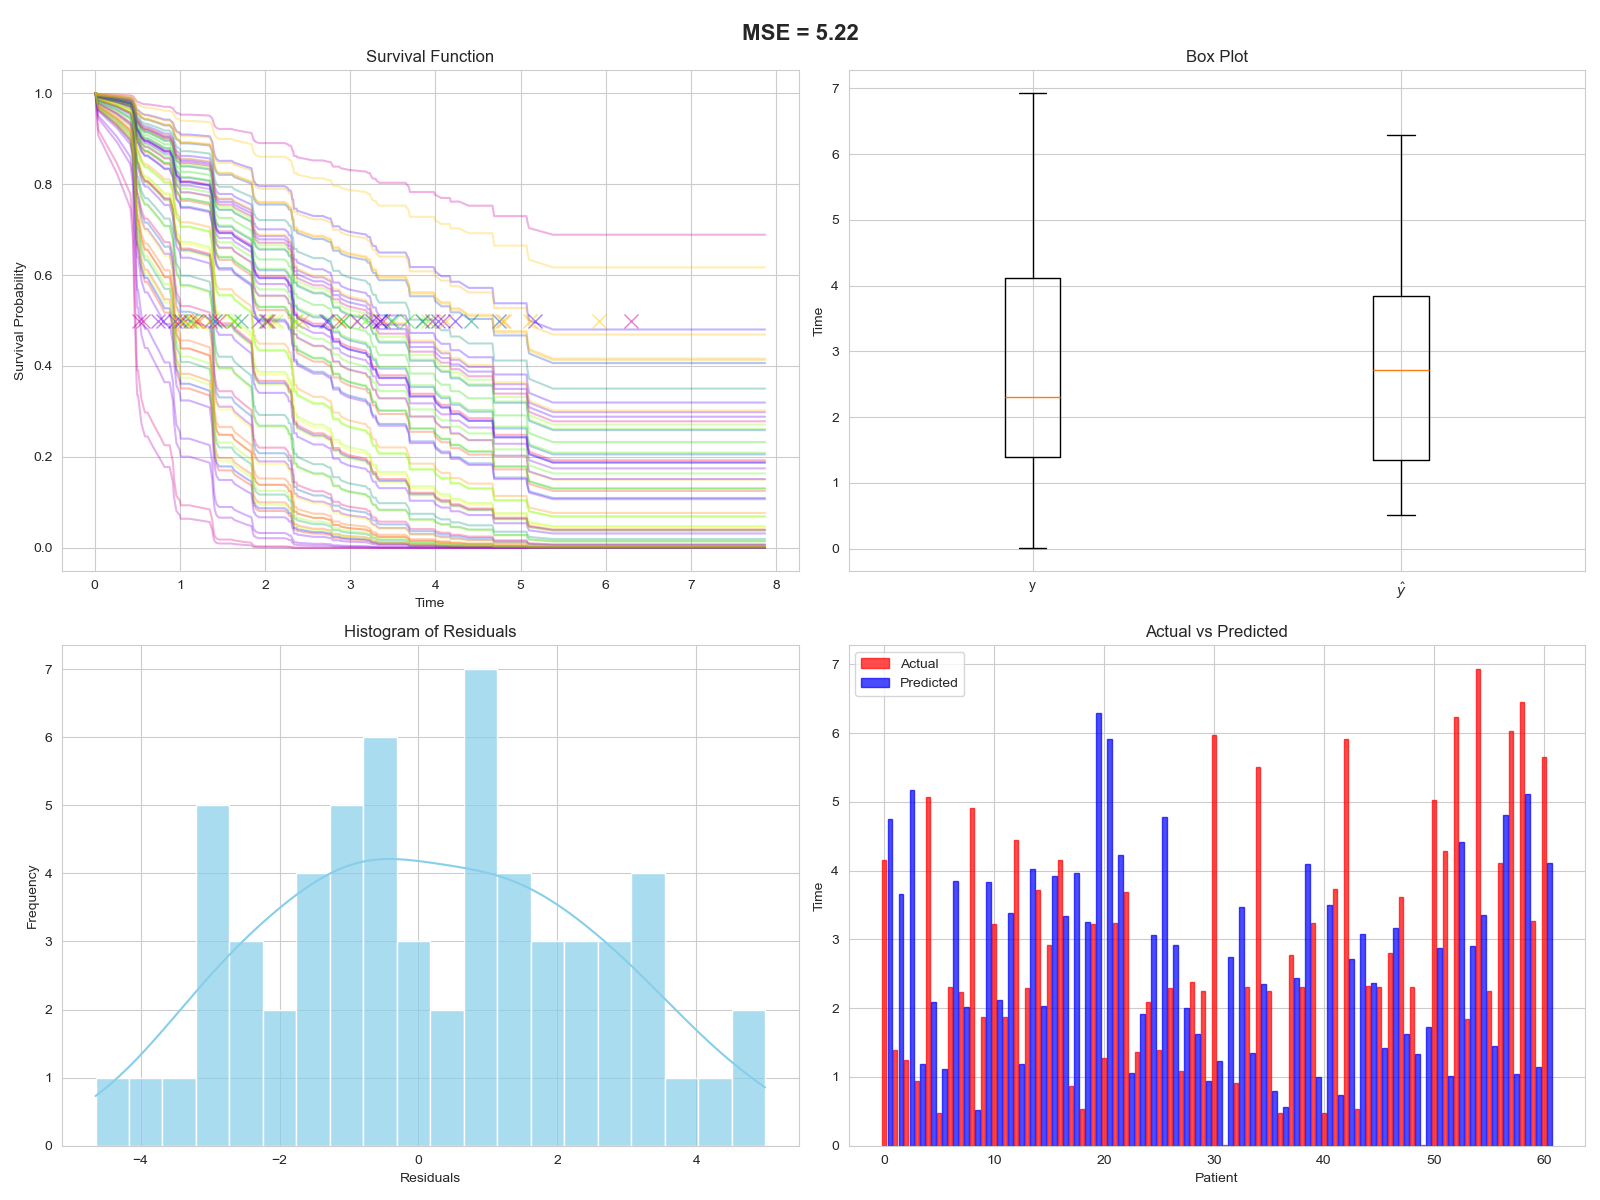 MSE = 5.22
Survival Function
Survival Probability
1.0
0.8
0.6
0.4
0.2
0.0
0 1 2 3 4 5 6 7 8
Time
Box Plot
Time
7
6
5
4
3
2
1
0
y ŷ
Histogram of Residuals
Frequency
7
6
5
4
3
2
1
0
−4 −2 0 2 4
Residuals
Actual vs Predicted
Actual
Predicted
Time
7
6
5
4
3
2
1
0
0 10 20 30 40 50 60
Patient